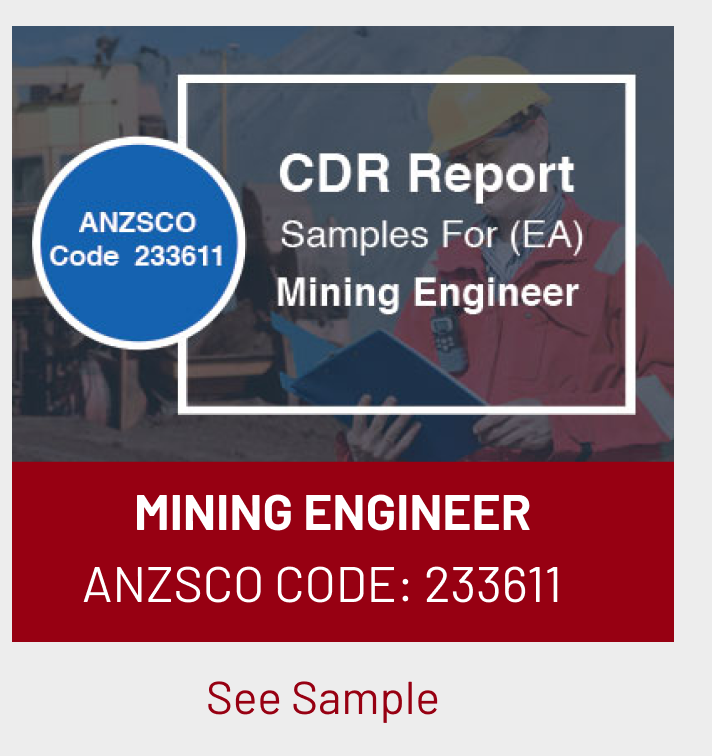 ANZSCO
Code 233611
CDR Report
Samples For (EA)
Mining Engineer
MINING ENGINEER
ANZSCO CODE: 233611
See Sample